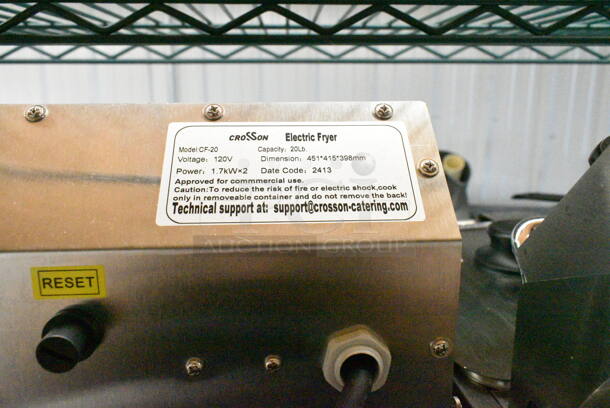 CROSSON Electric Fryer
Model:CF-20 Capacity: 20Lb.
Voltage: 120V Dimension: 451*415*398mm
Power: 1.7kW×2 Date Code: 2413
Approved for commmercial use.
Caution:To reduce the risk of fire or electric shock,cook
only in removeable container and do not remove the back!
Technical support at: support@crosson-catering.com
AUCTION GROUP
RESET